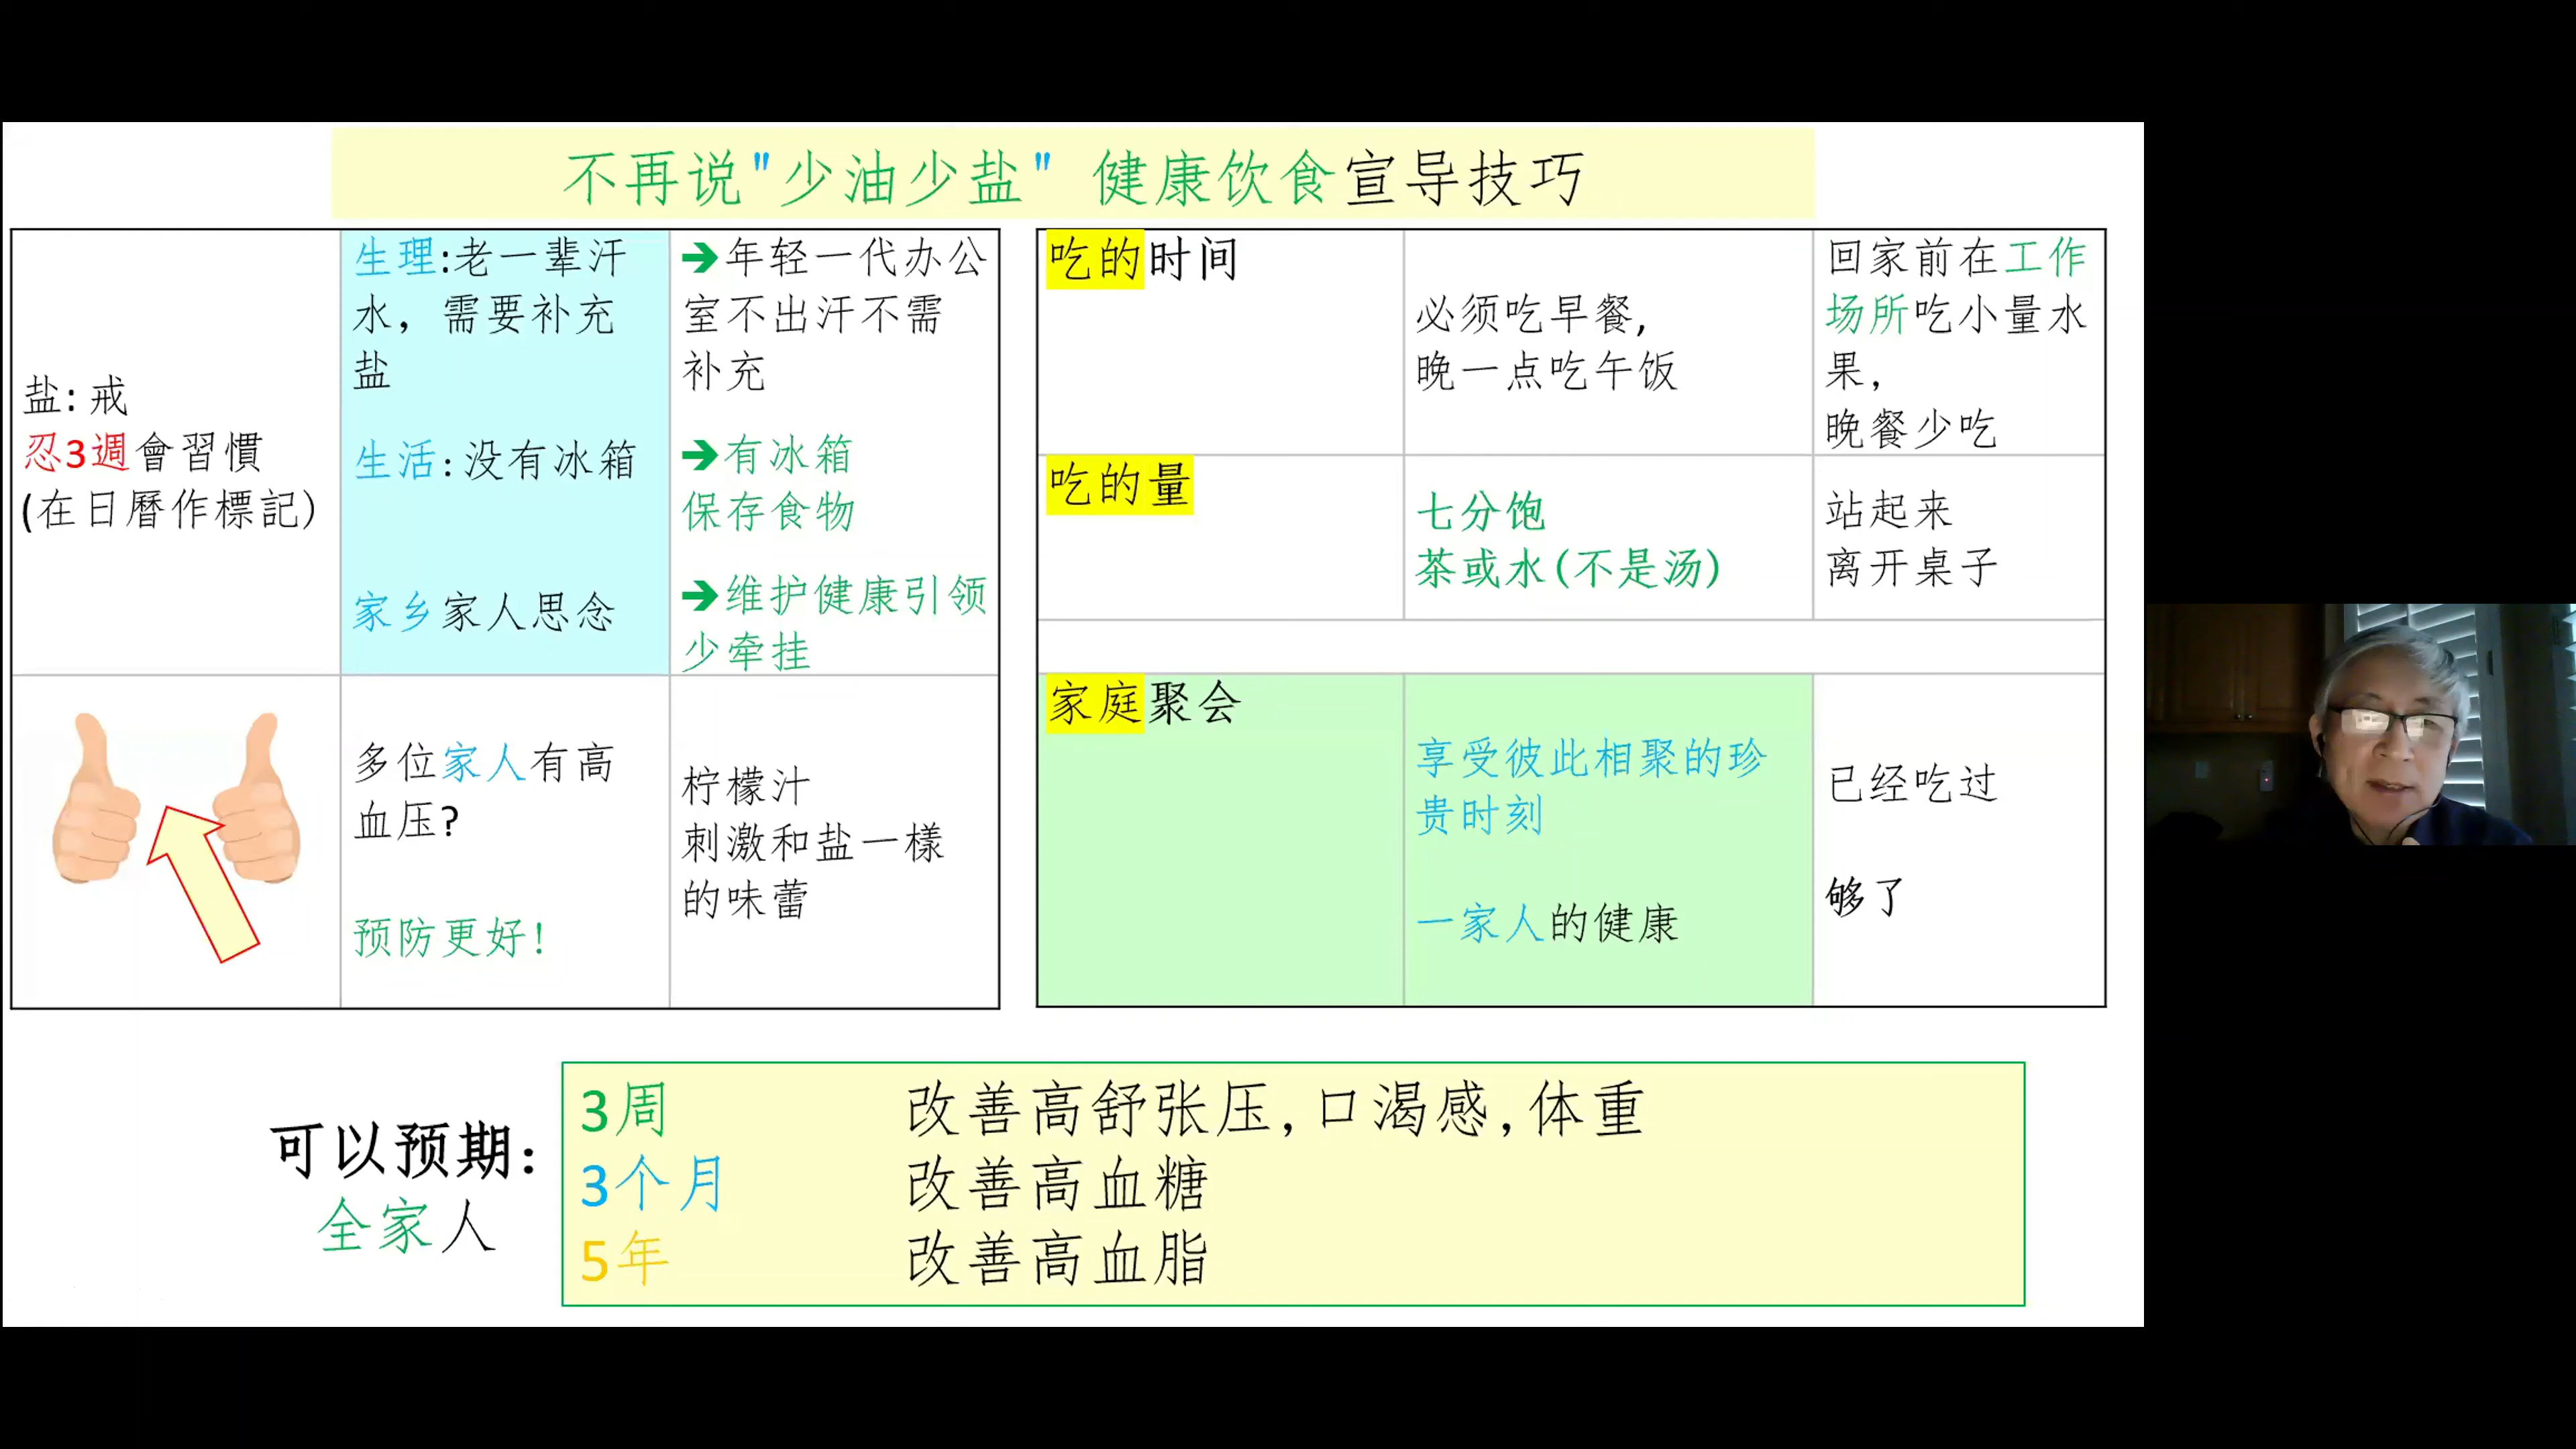 不再说"少油少盐" 健康饮食宣导技巧
盐: 戒
忍3週會習慣
(在日曆作標記)
生理:老一辈汗
水，需要补充
盐
生活: 没有冰箱
家乡家人思念
➔年轻一代办公
室不出汗不需
补充
➔有冰箱
保存食物
➔维护健康引领
少牵挂
多位家人有高
血压?
预防更好!
柠檬汁
刺激和盐一樣
的味蕾
吃的时间
必须吃早餐,
晚一点吃午饭
回家前在工作
场所吃小量水
果，
晚餐少吃
吃的量
七分饱
茶或水(不是汤)
站起来
离开桌子
家庭聚会
享受彼此相聚的珍
贵时刻
一家人的健康
已经吃过
够了
可以预期:
全家人
3周 改善高舒张压,口渴感,体重
3个月 改善高血糖
5年 改善高血脂